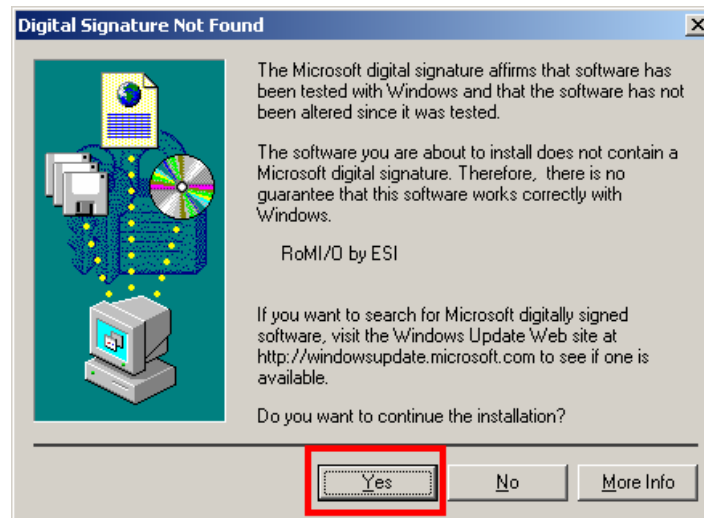 Digital Signature Not Found
The Microsoft digital signature affirms that software has
been tested with Windows and that the software has not
been altered since it was tested.
The software you are about to install does not contain a
Microsoft digital signature. Therefore, there is no
guarantee that this software works correctly with
Windows.
RoMI/O by ESI
If you want to search for Microsoft digitally signed
software, visit the Windows Update Web site at
http://windowsupdate.microsoft.com to see if one is
available.
Do you want to continue the installation?
Yes No More Info